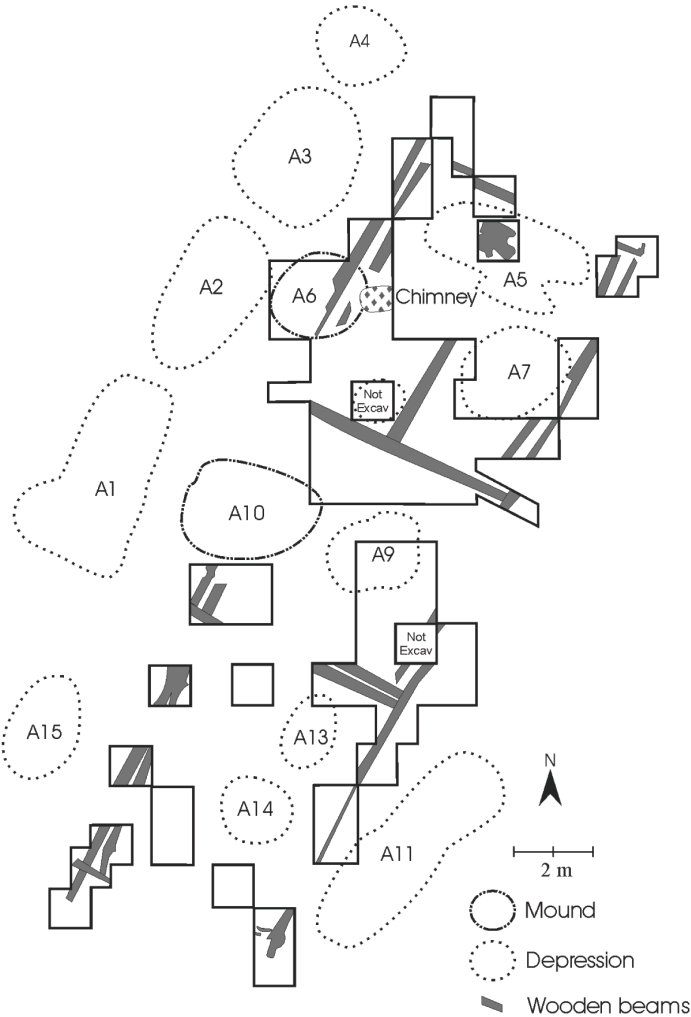 A4
A3
A2
A6
Chimney
A5
A7
Not
Excav
A1
A10
A9
Not
Excav
A15
A13
A14
A11
N
2 m
Mound
Depression
Wooden beams